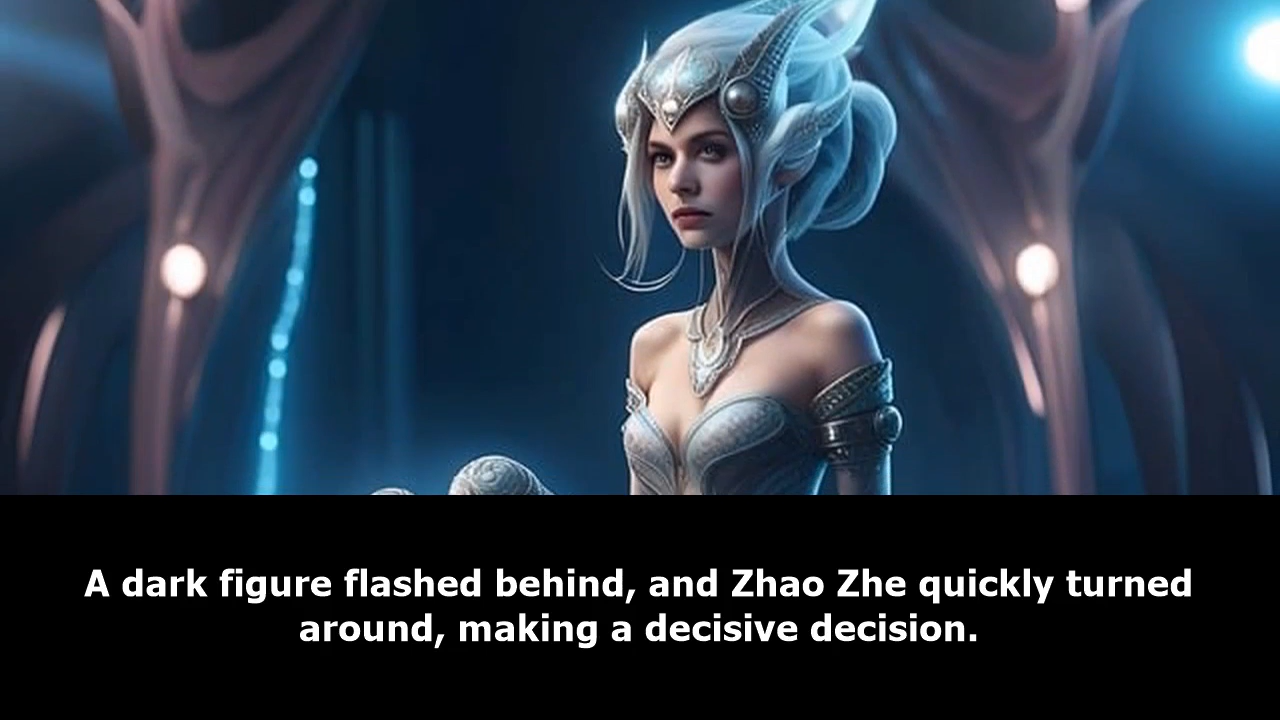 A dark figure flashed behind, and Zhao Zhe quickly turned
around, making a decisive decision.